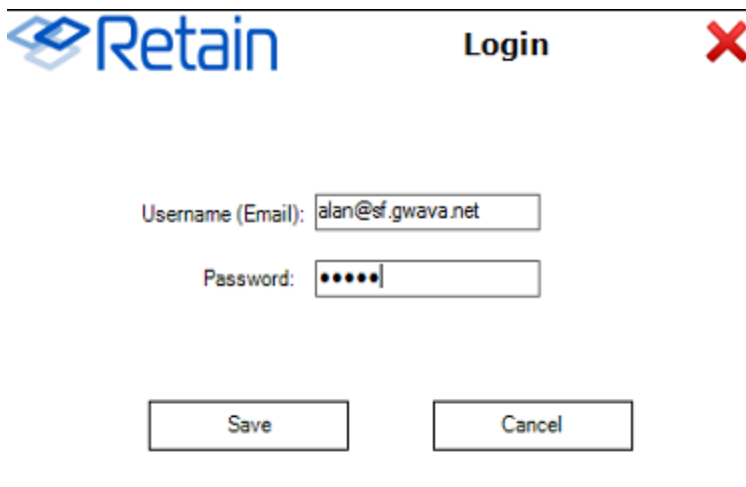 Retain
Login
Username (Email): alan@sf.gwava.net
Password: •••••
Save
Cancel